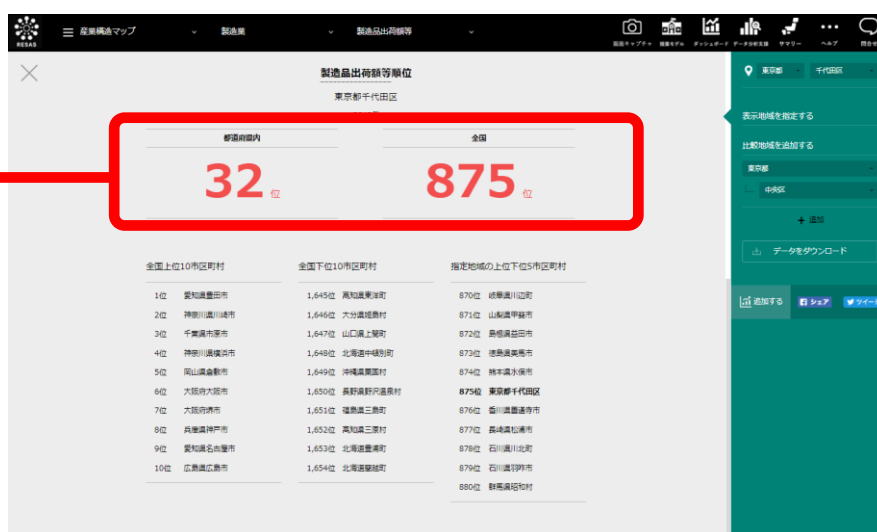 RESAS
産業構造マップ
製造業
製造品出荷額等
画面キャプチャ
ダッシュボード
データ分析支援
サマリー
ヘルプ
製造品出荷額等順位
東京都千代田区
都道府県内
全国
32位
875位
全国上位10市区町村
1位 愛知県豊田市
2位 神奈川県川崎市
3位 千葉県市原市
4位 神奈川県横浜市
5位 岡山県倉敷市
6位 大阪府大阪市
7位 大阪府堺市
8位 兵庫県神戸市
9位 愛知県名古屋市
10位 広島県広島市
全国下位10市区町村
1,645位 高知県東洋町
1,646位 大分県姫島村
1,647位 山口県上関町
1,648位 北海道中頓別町
1,649位 沖縄県粟国村
1,650位 長野県野沢温泉村
1,651位 福島県三島町
1,652位 高知県三原村
1,653位 北海道豊浦町
1,654位 北海道蘭越町
指定地域の上位下位5市区町村
870位 岐阜県川辺町
871位 山梨県甲斐市
872位 島根県益田市
873位 徳島県美馬市
874位 熊本県水俣市
875位 東京都千代田区
876位 香川県善通寺市
877位 長崎県松浦市
878位 石川県川北町
879位 石川県羽咋市
880位 群馬県昭和村
東京都
千代田区
表示地域を指定する
比較地域を追加する
東京都
中央区
+ 追加
データをダウンロード
追加する
シェア